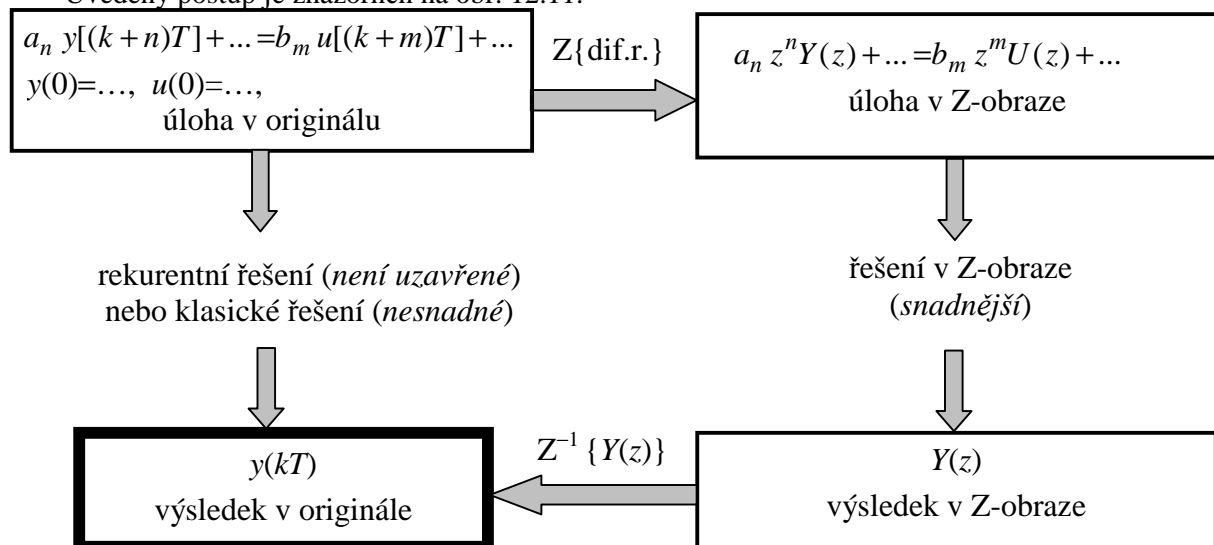 Uvedený postup je znázorněn na obr. 12.11.
a_n y[(k + n)T] + ... = b_m u[(k + m)T] + ...
y(0)=…, u(0)=…,
úloha v originálu
Z{dif.r.}
a_n z^n Y(z) + ... = b_m z^m U(z) + ...
úloha v Z-obraze
rekurentní řešení (není uzavřené)
nebo klasické řešení (nesnadné)
řešení v Z-obraze
(snadnější)
y(kT)
výsledek v originále
Z^{-1} {Y(z)}
Y(z)
výsledek v Z-obraze